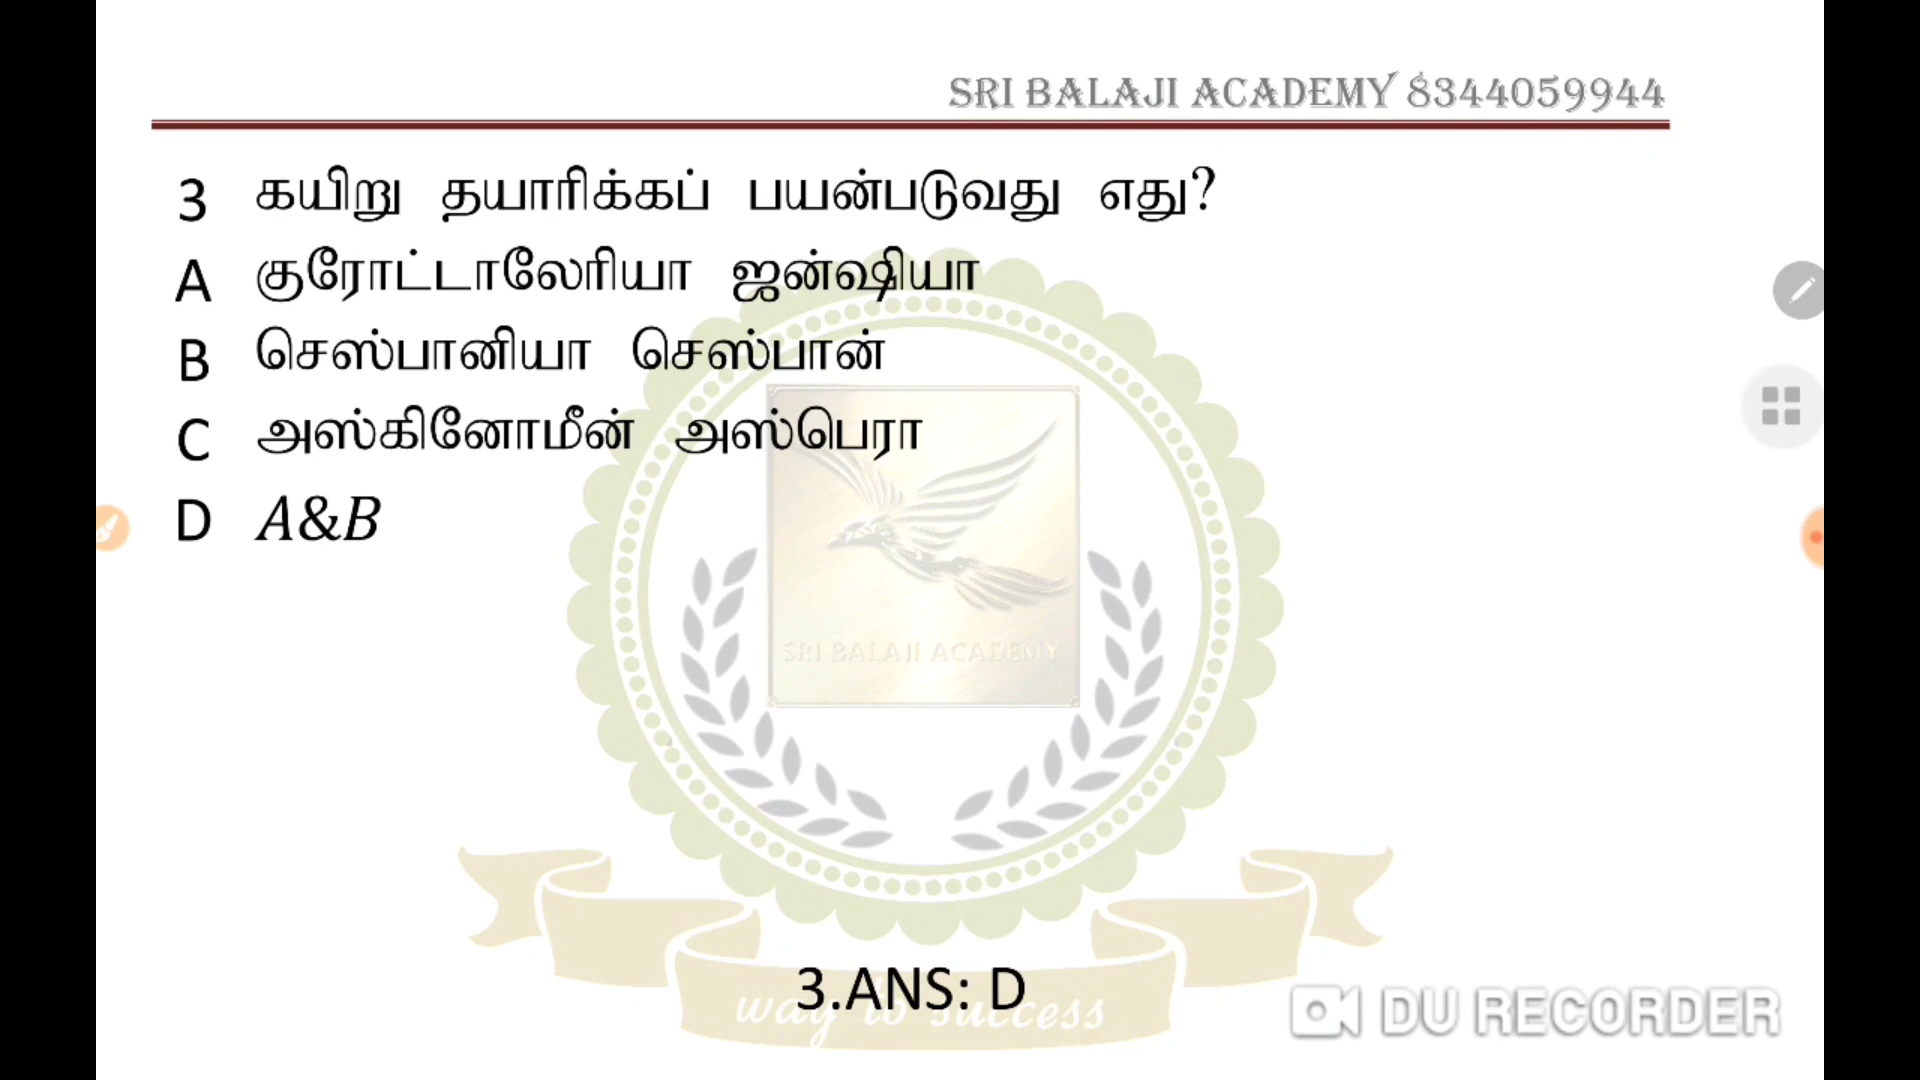 SRI BALAJI ACADEMY 8344059944
3 கயிறு தயாரிக்கப் பயன்படுவது எது?
A குரோட்டாலேரியா ஜன்ஷியா
B செஸ்பானியா செஸ்பான்
C அஸ்கினோமீன் அஸ்பெரா
D A&B
SRI BALAJI ACADEMY
3.ANS: D
way to success
DU RECORDER